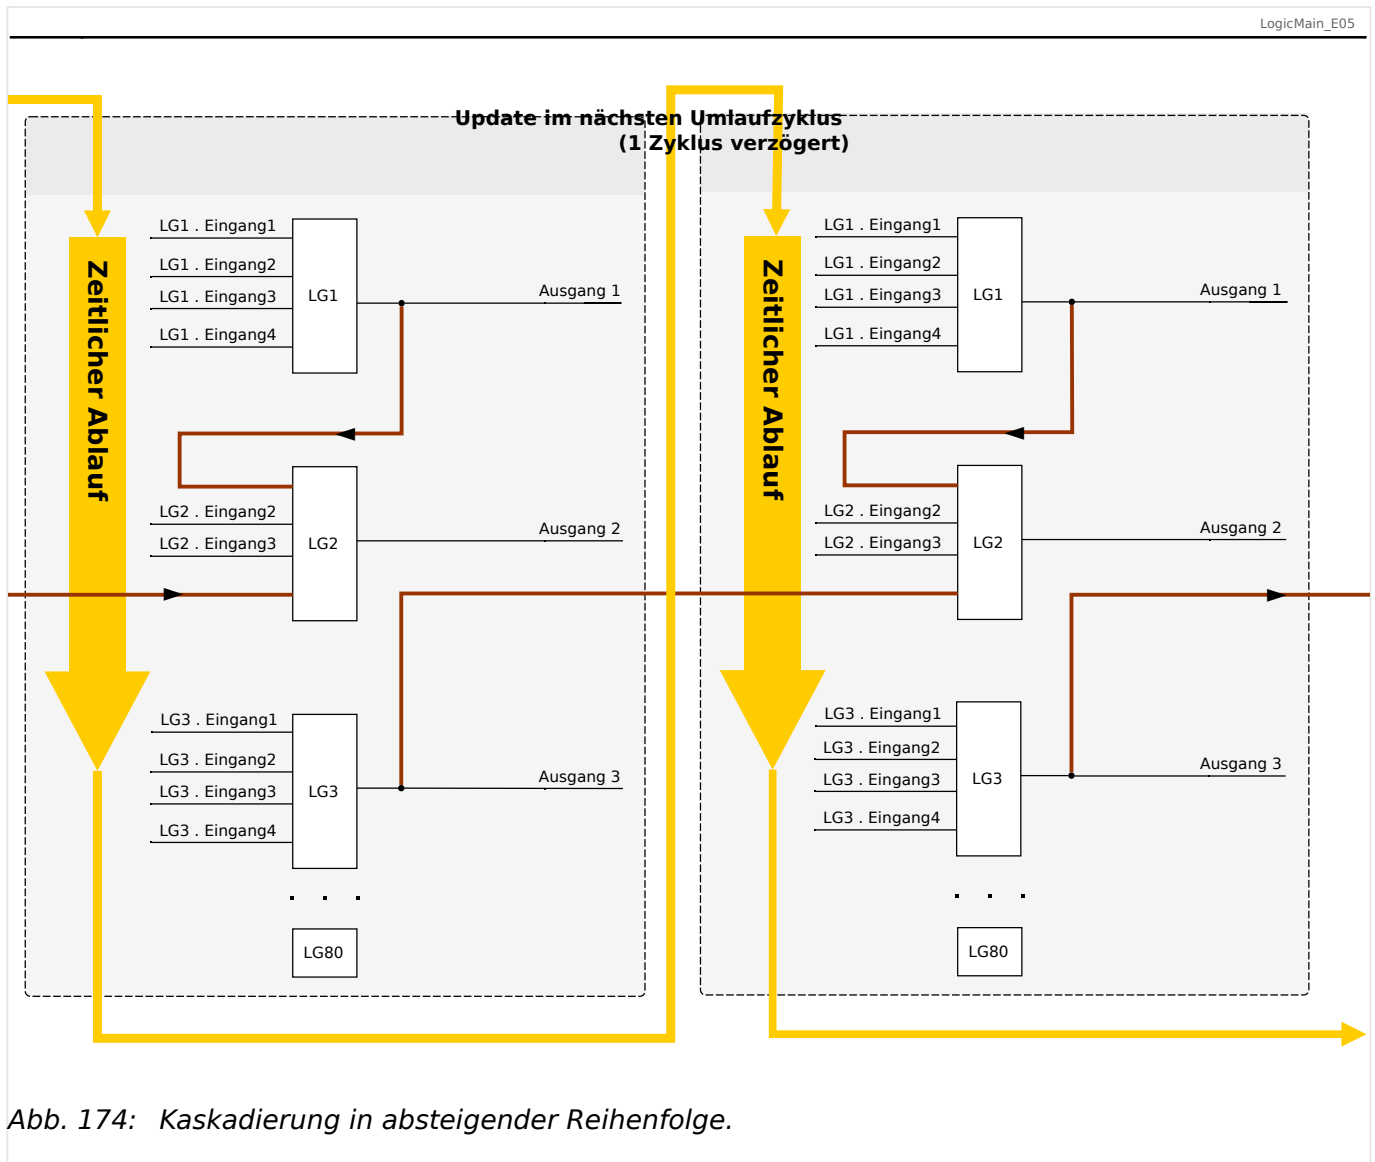 LogicMain_E05
Update im nächsten Umlaufzyklus
(1 Zyklus verzögert)
Zeitlicher Ablauf
LG1 . Eingang1
LG1 . Eingang2
LG1 . Eingang3
LG1 . Eingang4
LG1
Ausgang 1
LG2 . Eingang2
LG2 . Eingang3
LG2
Ausgang 2
LG3 . Eingang1
LG3 . Eingang2
LG3 . Eingang3
LG3 . Eingang4
LG3
Ausgang 3
. . .
LG80
Zeitlicher Ablauf
LG1 . Eingang1
LG1 . Eingang2
LG1 . Eingang3
LG1 . Eingang4
LG1
Ausgang 1
LG2 . Eingang2
LG2 . Eingang3
LG2
Ausgang 2
LG3 . Eingang1
LG3 . Eingang2
LG3 . Eingang3
LG3 . Eingang4
LG3
Ausgang 3
. . .
LG80
Abb. 174: Kaskadierung in absteigender Reihenfolge.